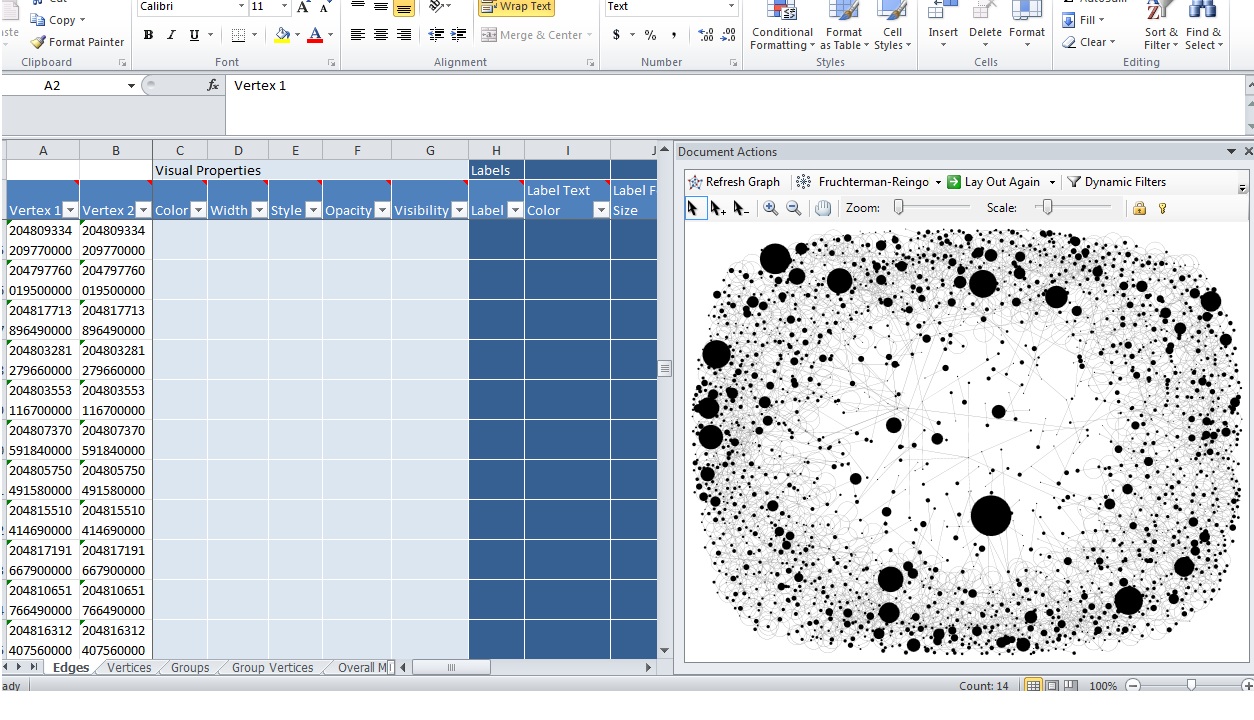 Cut
Calibri 11 A A Wrap Text Text AutoSum
Copy
Format Painter
B I U A Merge & Center $ % , .00 .00
Conditional Formatting Format as Table Cell Styles Insert Delete Format Fill Clear Sort & Filter Find & Select
Clipboard Font Alignment Number Styles Cells Editing
A2 fx Vertex 1
A B C D E F G H I J
Visual Properties Labels
Vertex 1 Vertex 2 Color Width Style Opacity Visibility Label Label Text Color Label F Size
204809334 204809334
209770000 209770000
204797760 204797760
019500000 019500000
204817713 204817713
896490000 896490000
204803281 204803281
279660000 279660000
204803553 204803553
116700000 116700000
204807370 204807370
591840000 591840000
204805750 204805750
491580000 491580000
204815510 204815510
414690000 414690000
204817191 204817191
667900000 667900000
204810651 204810651
766490000 766490000
204816312 204816312
407560000 407560000
Edges Vertices Groups Group Vertices Overall M
Document Actions
Refresh Graph Fruchterman-Reingo Lay Out Again Dynamic Filters
Zoom: Scale:
ady Count: 14 100%